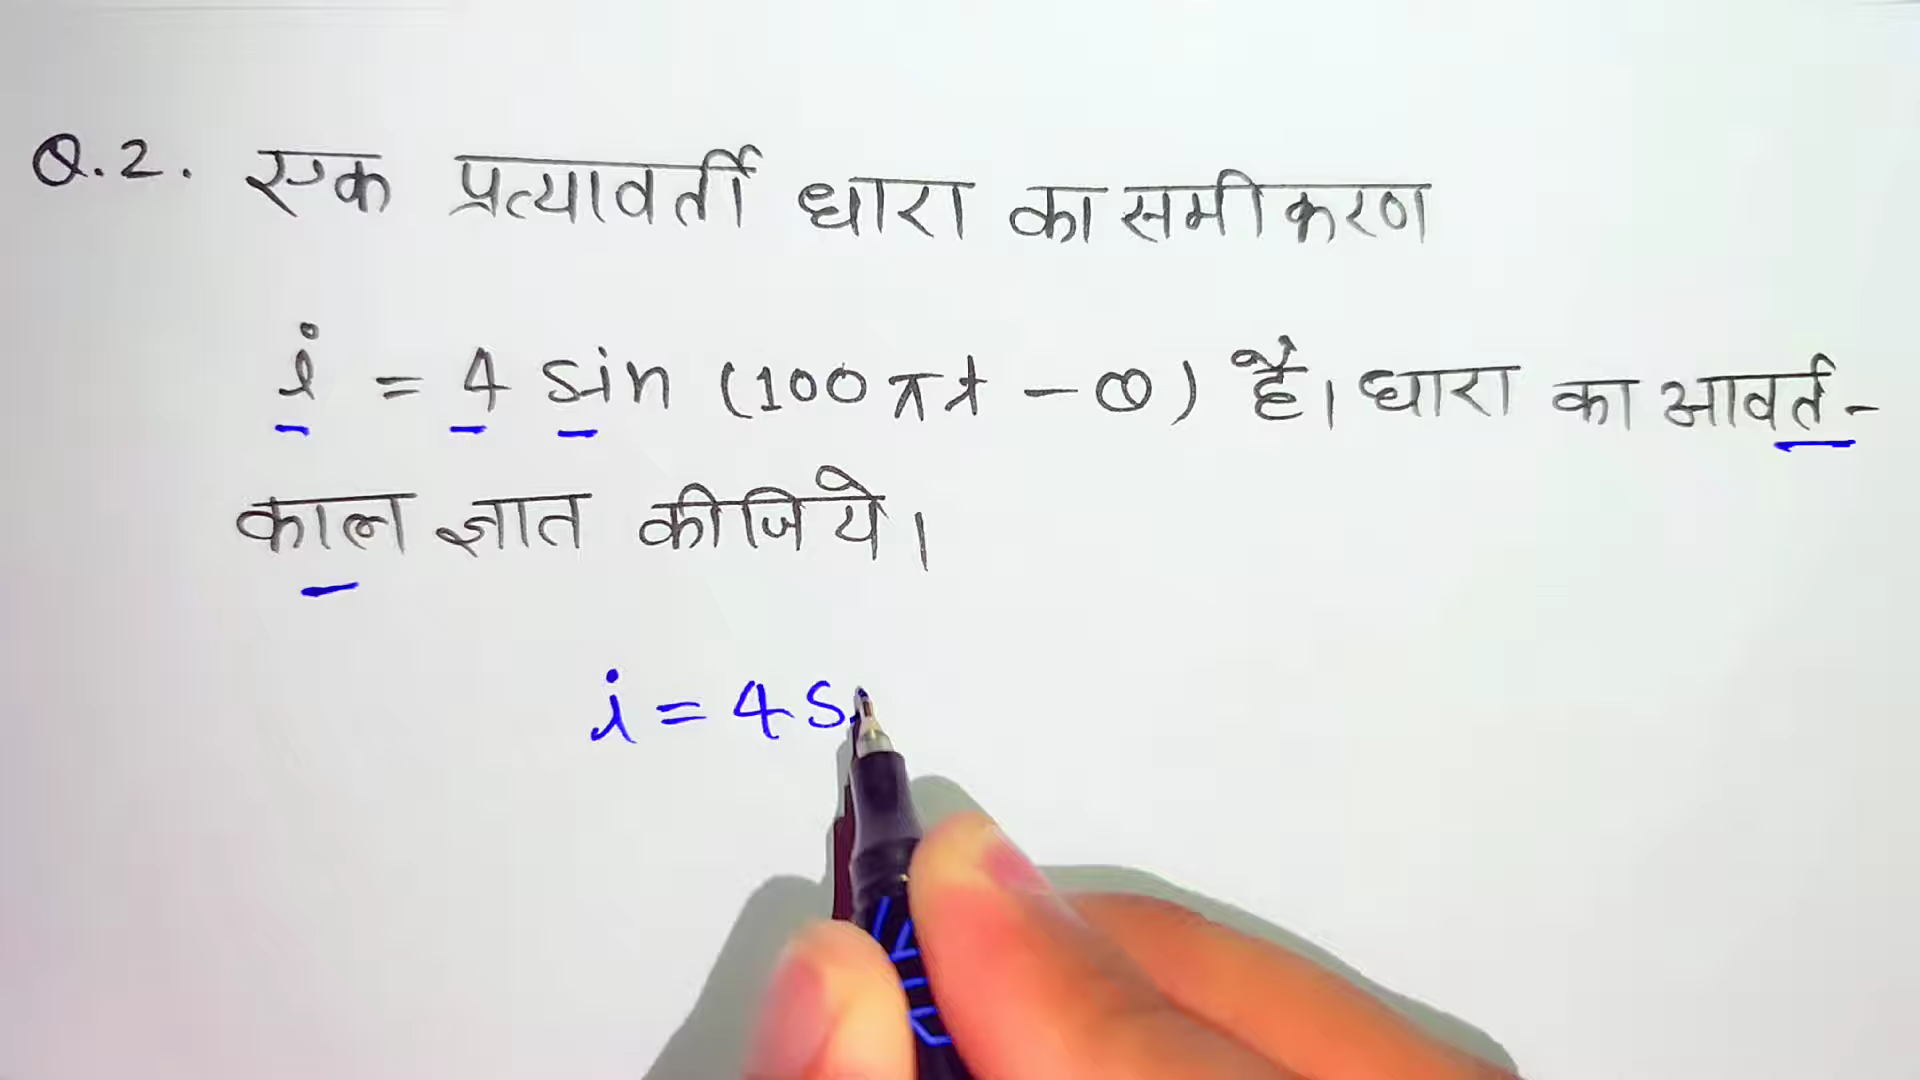 Q.2. एक प्रत्यावर्ती धारा का समीकरण
i = 4 sin (100πt - θ) है। धारा का आवर्त-
काल ज्ञात कीजिये।
i = 4 s